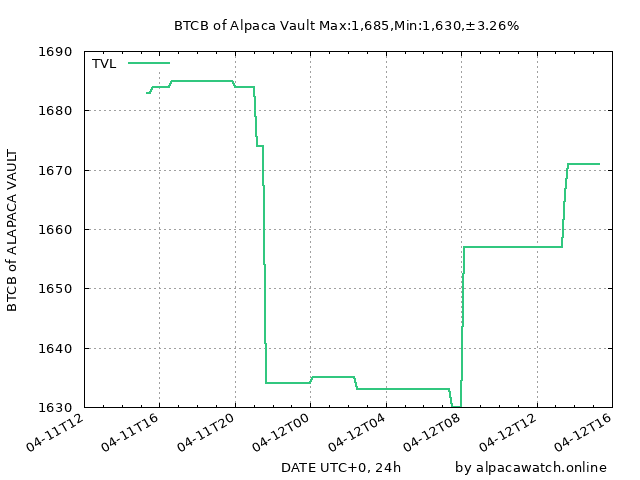 BTCB of Alpaca Vault Max:1,685,Min:1,630,±3.26%
1690
TVL
1680
1670
1660
1650
1640
1630
BTCB of ALAPACA VAULT
04-11T12
04-11T16
04-11T20
04-12T00
04-12T04
04-12T08
04-12T12
04-12T16
DATE UTC+0, 24h
by alpacawatch.online